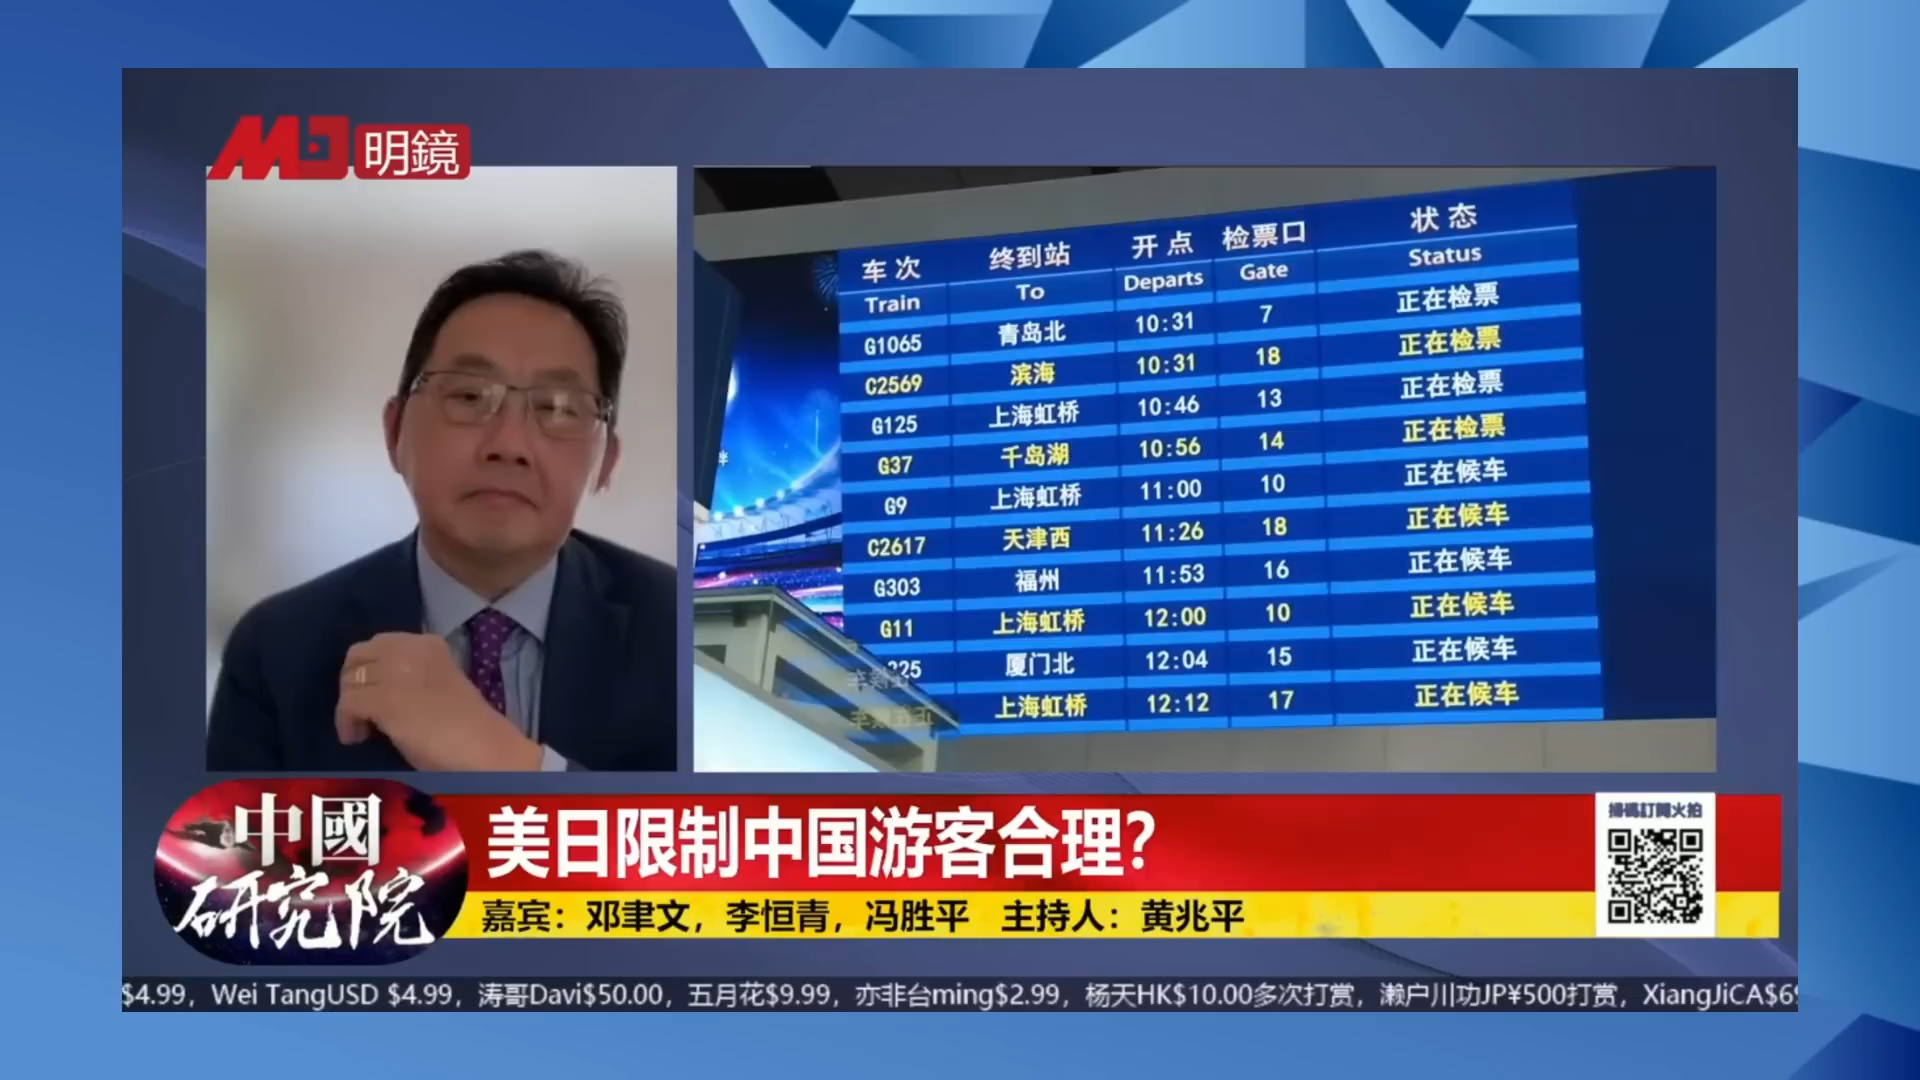 明鏡
车次 终到站 开点 检票口 状态
Train To Departs Gate Status
G1065 青岛北 10:31 7 正在检票
C2569 滨海 10:31 18 正在检票
G125 上海虹桥 10:46 13 正在检票
G37 千岛湖 10:56 14 正在检票
G9 上海虹桥 11:00 10 正在候车
C2617 天津西 11:26 18 正在候车
G303 福州 11:53 16 正在候车
G11 上海虹桥 12:00 10 正在候车
225 厦门北 12:04 15 正在候车
上海虹桥 12:12 17 正在候车
中國
研究院
美日限制中国游客合理?
嘉宾：邓聿文，李恒青，冯胜平 主持人：黄兆平
掃碼訂閱火拍
$4.99，Wei TangUSD $4.99，涛哥Davi$50.00，五月花$9.99，亦非台ming$2.99，杨天HK$10.00多次打赏，濑户川功JP¥500打赏，XiangJiCA$6